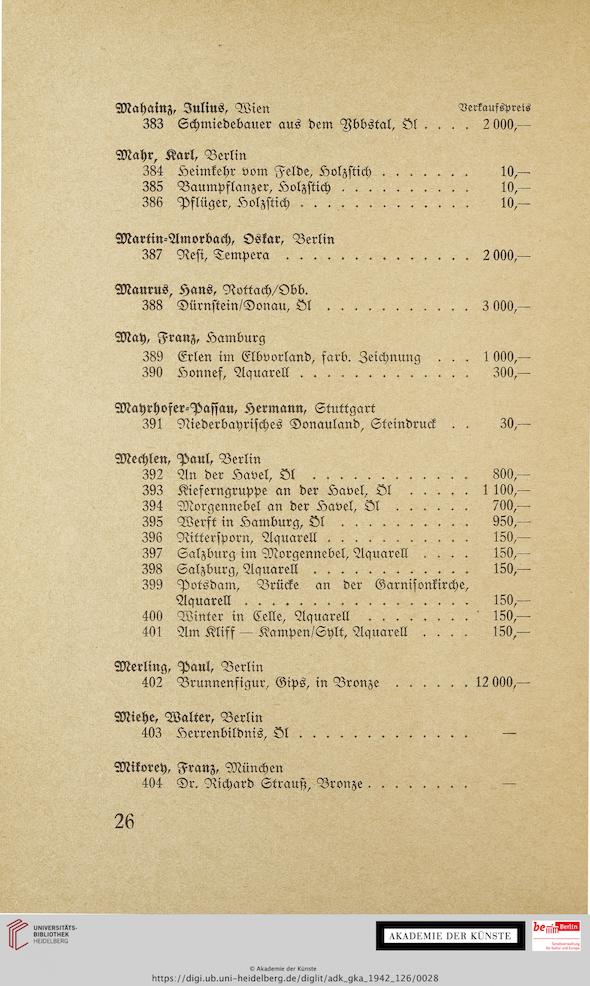 Mahainz, Julius, Wien Verkaufspreis
383 Schmiedebauer aus dem Ybbstal, Öl . . . . 2 000,—
Mahr, Karl, Berlin
384 Heimkehr vom Felde, Holzstich . . . . . . . 10,—
385 Baumpflanzer, Holzstich . . . . . . . . . . 10,—
386 Pflüger, Holzstich . . . . . . . . . . . . . 10,—
Martin-Amorbach, Oskar, Berlin
387 Resi, Tempera . . . . . . . . . . . . . . 2 000,—
Maurus, Hans, Rottach/Obb.
388 Dürnstein/Donau, Öl . . . . . . . . . . . 3 000,—
May, Franz, Hamburg
389 Erlen im Elbvorland, farb. Zeichnung . . . 1 000,—
390 Honnef, Aquarell . . . . . . . . . . . . . 300,—
Mayrhofer-Passau, Hermann, Stuttgart
391 Niederbayrisches Donauland, Steindruck . . 30,—
Mechlen, Paul, Berlin
392 An der Havel, Öl . . . . . . . . . . . . 800,—
393 Kieferngruppe an der Havel, Öl . . . . . 1 100,—
394 Morgennebel an der Havel, Öl . . . . . . 700,—
395 Werft in Hamburg, Öl . . . . . . . . . . 950,—
396 Rittersporn, Aquarell . . . . . . . . . . . 150,—
397 Salzburg im Morgennebel, Aquarell . . . . 150,—
398 Salzburg, Aquarell . . . . . . . . . . . 150,—
399 Potsdam, Brücke an der Garnisonkirche,
Aquarell . . . . . . . . . . . . . . . . . 150,—
400 Winter in Celle, Aquarell . . . . . . . . 150,—
401 Am Kliff — Kampen/Sylt, Aquarell . . . . 150,—
Merling, Paul, Berlin
402 Brunnenfigur, Gips, in Bronze . . . . . . 12 000,—
Miehe, Walter, Berlin
403 Herrenbildnis, Öl . . . . . . . . . . . . . —
Mikorey, Franz, München
404 Dr. Richard Strauß, Bronze . . . . . . . . —
26
UNIVERSITÄTS-
BIBLIOTHEK
HEIDELBERG
AKADEMIE DER KÜNSTE
be Berlin
Senatsverwaltung
für Kultur und Europa
© Akademie der Künste
https://digi.ub.uni-heidelberg.de/diglit/adk_gka_1942_126/0028